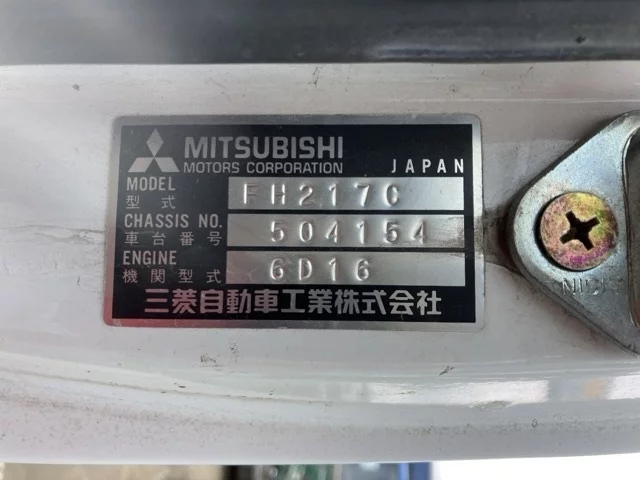 MITSUBISHI
MOTORS CORPORATION JAPAN
MODEL FH217C
型式
CHASSIS NO. 504154
車台番号
ENGINE 6D16
機関型式
三菱自動車工業株式会社